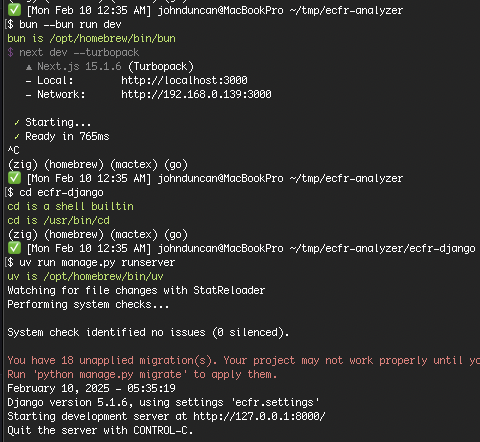 ✅ [Mon Feb 10 12:35 AM] johnduncan@MacBookPro ~/tmp/ecfr-analyzer
[$ bun --bun run dev
bun is /opt/homebrew/bin/bun
$ next dev --turbopack
▲ Next.js 15.1.6 (Turbopack)
- Local: http://localhost:3000
- Network: http://192.168.0.139:3000
✓ Starting...
✓ Ready in 765ms
^C
(zig) (homebrew) (mactex) (go)
✅ [Mon Feb 10 12:35 AM] johnduncan@MacBookPro ~/tmp/ecfr-analyzer
[$ cd ecfr-django
cd is a shell builtin
cd is /usr/bin/cd
(zig) (homebrew) (mactex) (go)
✅ [Mon Feb 10 12:35 AM] johnduncan@MacBookPro ~/tmp/ecfr-analyzer/ecfr-django
[$ uv run manage.py runserver
uv is /opt/homebrew/bin/uv
Watching for file changes with StatReloader
Performing system checks...
System check identified no issues (0 silenced).
You have 18 unapplied migration(s). Your project may not work properly until yo
Run 'python manage.py migrate' to apply them.
February 10, 2025 - 05:35:19
Django version 5.1.6, using settings 'ecfr.settings'
Starting development server at http://127.0.0.1:8000/
Quit the server with CONTROL-C.